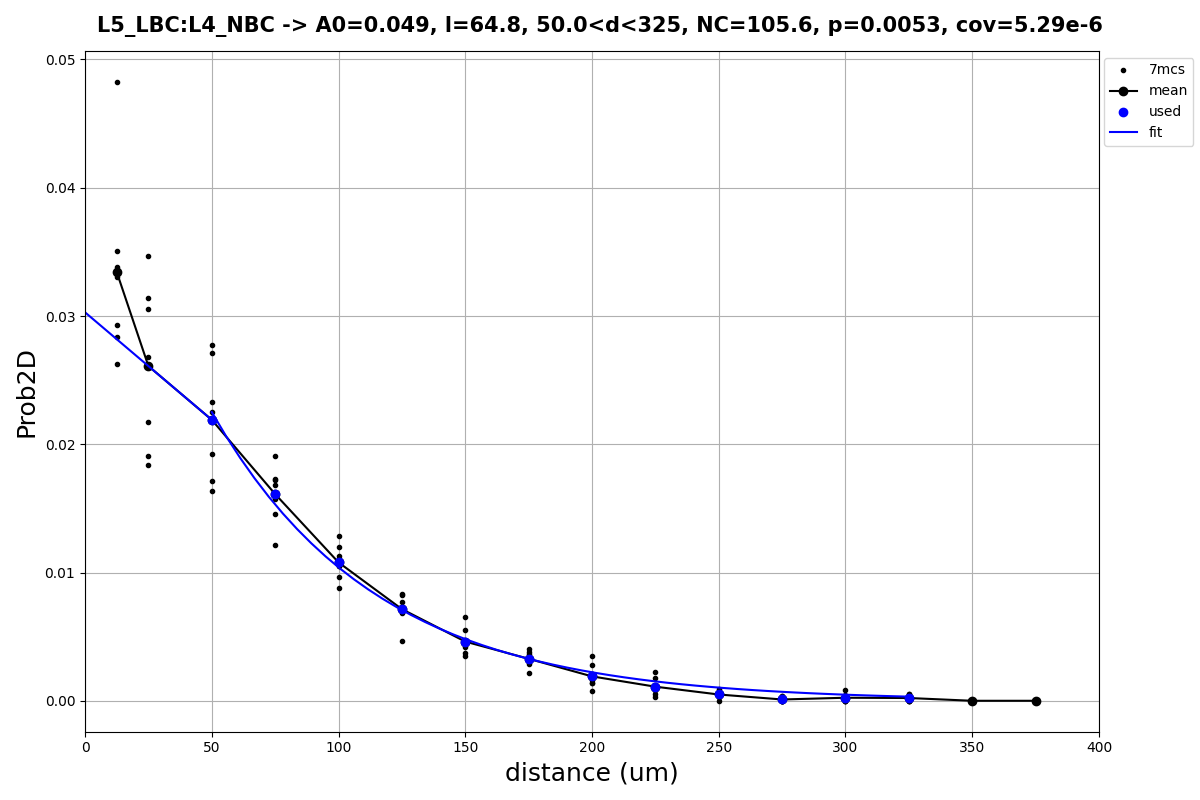 L5_LBC:L4_NBC -> A0=0.049, l=64.8, 50.0<d<325, NC=105.6, p=0.0053, cov=5.29e-6
7mcs
mean
used
fit
0.05
0.04
0.03
0.02
0.01
0.00
Prob2D
0 50 100 150 200 250 300 350 400
distance (um)